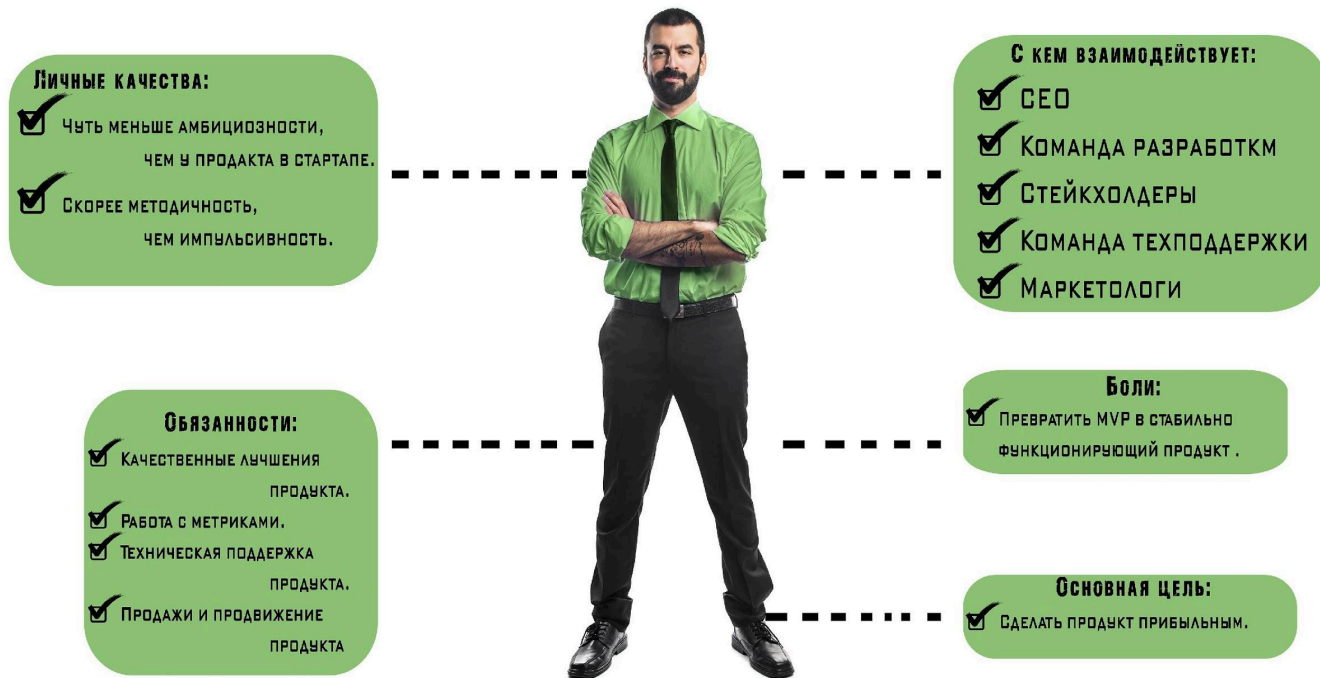 Личные качества:
Чуть меньше амбициозности,
чем у продакта в стартапе.
Скорее методичность,
чем импульсивность.
Обязанности:
Качественные лучшения
продукта.
Работа с метриками.
Техническая поддержка
продукта.
Продажи и продвижение
продукта
С кем взаимодействует:
CEO
Команда разработкм
Стейкхолдеры
Команда техподдержки
Маркетологи
Боли:
Превратить MVP в стабильно
функционирующий продукт .
Основная цель:
Сделать продукт прибыльным.